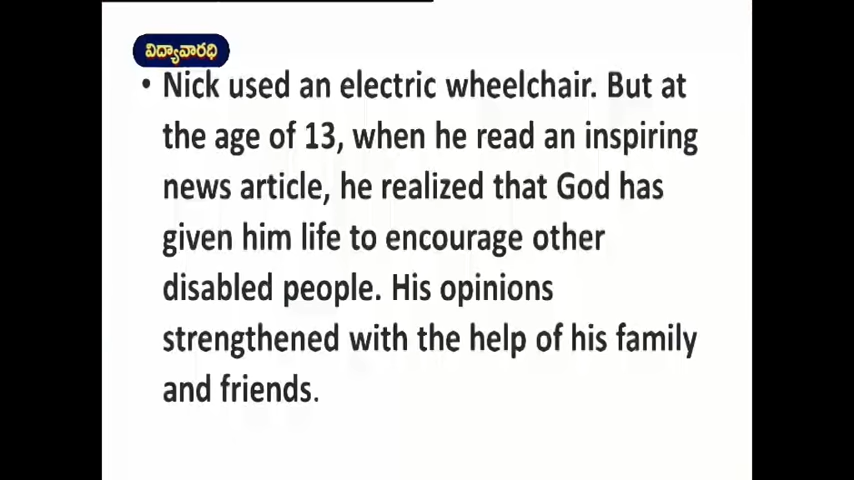 విద్యావారధి
• Nick used an electric wheelchair. But at
the age of 13, when he read an inspiring
news article, he realized that God has
given him life to encourage other
disabled people. His opinions
strengthened with the help of his family
and friends.